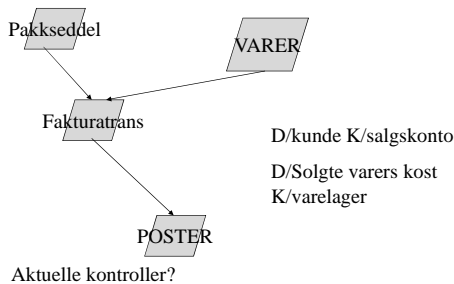 Pakkseddel
VARER
Fakturatrans
D/kunde K/salgskonto
D/Solgte varers kost
K/varelager
POSTER
Aktuelle kontroller?